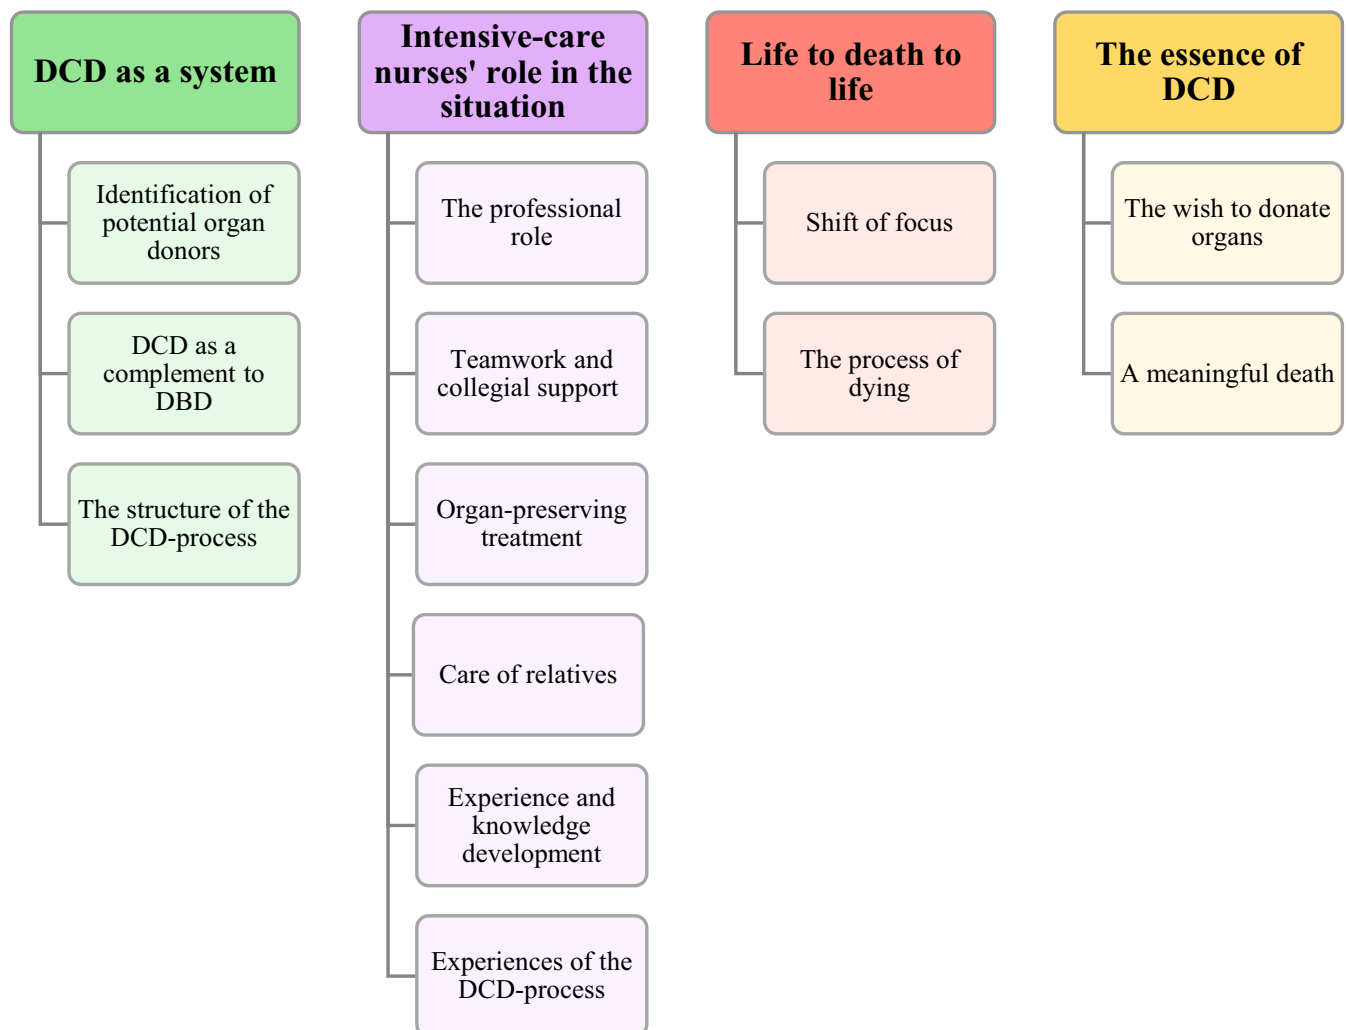 DCD as a system
Identification of
potential organ
donors
DCD as a
complement to
DBD
The structure of the
DCD-process
Intensive-care
nurses' role in the
situation
The professional
role
Teamwork and
collegial support
Organ-preserving
treatment
Care of relatives
Experience and
knowledge
development
Experiences of the
DCD-process
Life to death to
life
Shift of focus
The process of
dying
The essence of
DCD
The wish to donate
organs
A meaningful death